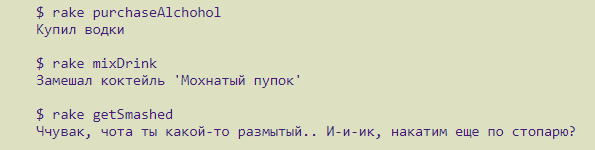 $ rake purchaseAlchohol
Купил водки
$ rake mixDrink
Замешал коктейль 'Мохнатый пупок'
$ rake getSmashed
Ччувак, чота ты какой-то размытый.. И-и-ик, накатим еще по стопарю?